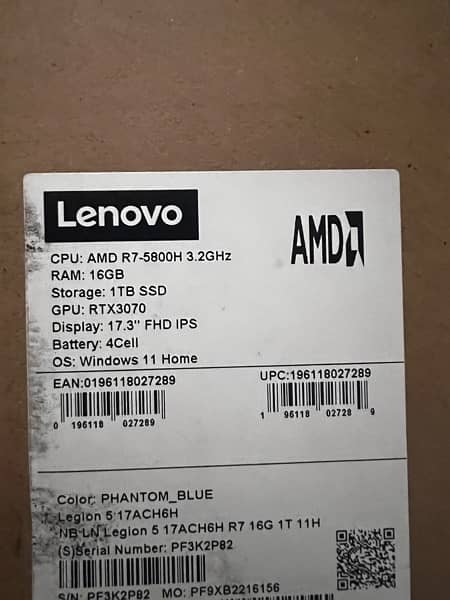 Lenovo
AMD
CPU: AMD R7-5800H 3.2GHz
RAM: 16GB
Storage: 1TB SSD
GPU: RTX3070
Display: 17.3" FHD IPS
Battery: 4Cell
OS: Windows 11 Home
EAN:0196118027289 UPC:196118027289
0 196118 027289 1 96118 02728 9
Color: PHANTOM_BLUE
Legion 5 17ACH6H
NB LN Legion 5 17ACH6H R7 16G 1T 11H
(S)Serial Number: PF3K2P82
S/N: PF3K2P82 MO: PF9XB2216156